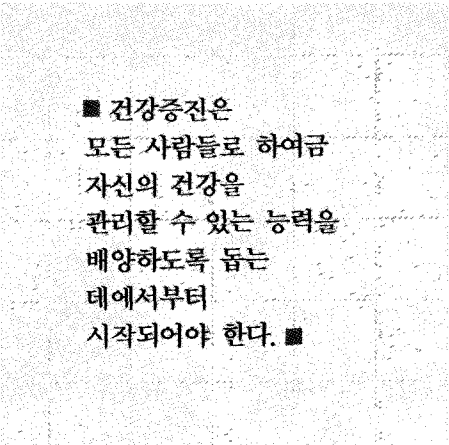 ■ 건강증진은
모든 사람들로 하여금
자신의 건강을
관리할 수 있는 능력을
배양하도록 돕는
데에서부터
시작되어야 한다. ■